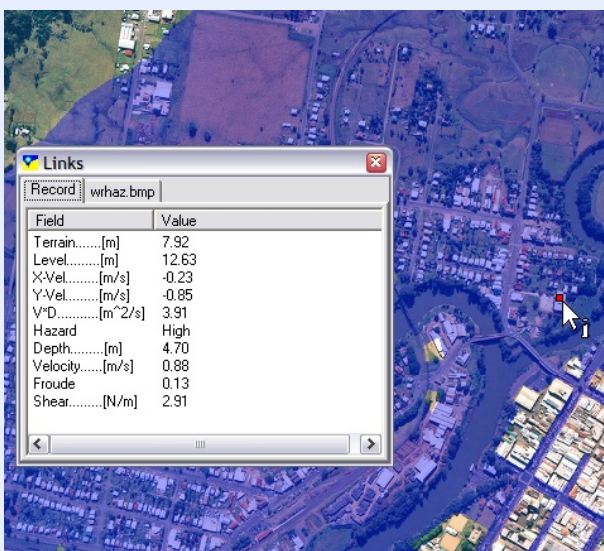 Links
Record wrhaz.bmp
Field Value
Terrain.......[m] 7.92
Level.........[m] 12.63
X-Vel.......[m/s] -0.23
Y-Vel.......[m/s] -0.85
V*D..........[m^2/s] 3.91
Hazard High
Depth........[m] 4.70
Velocity......[m/s] 0.88
Froude 0.13
Shear.........[N/m] 2.91
i